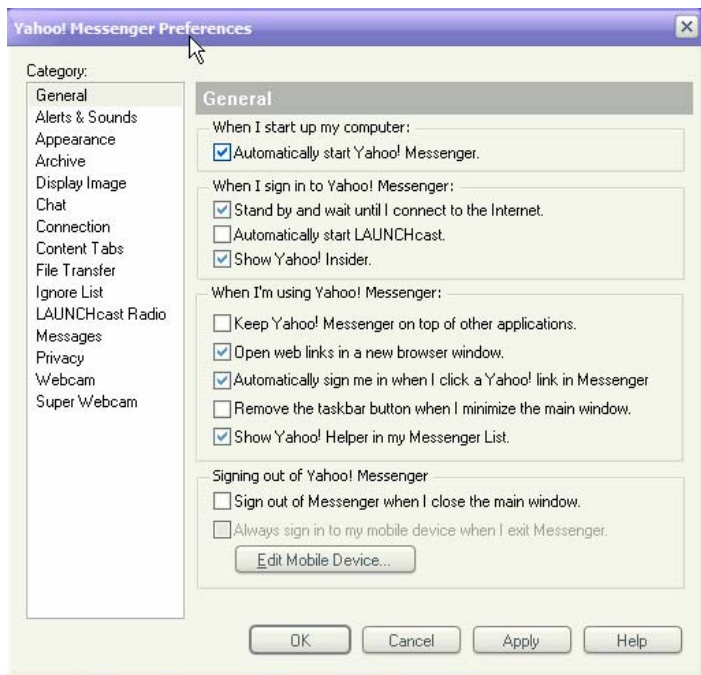 Yahoo! Messenger Preferences
Category:
General
Alerts & Sounds
Appearance
Archive
Display Image
Chat
Connection
Content Tabs
File Transfer
Ignore List
LAUNCHcast Radio
Messages
Privacy
Webcam
Super Webcam
General
When I start up my computer:
Automatically start Yahoo! Messenger.
When I sign in to Yahoo! Messenger:
Stand by and wait until I connect to the Internet.
Automatically start LAUNCHcast.
Show Yahoo! Insider.
When I'm using Yahoo! Messenger:
Keep Yahoo! Messenger on top of other applications.
Open web links in a new browser window.
Automatically sign me in when I click a Yahoo! link in Messenger
Remove the taskbar button when I minimize the main window.
Show Yahoo! Helper in my Messenger List.
Signing out of Yahoo! Messenger
Sign out of Messenger when I close the main window.
Always sign in to my mobile device when I exit Messenger.
Edit Mobile Device...
OK Cancel Apply Help